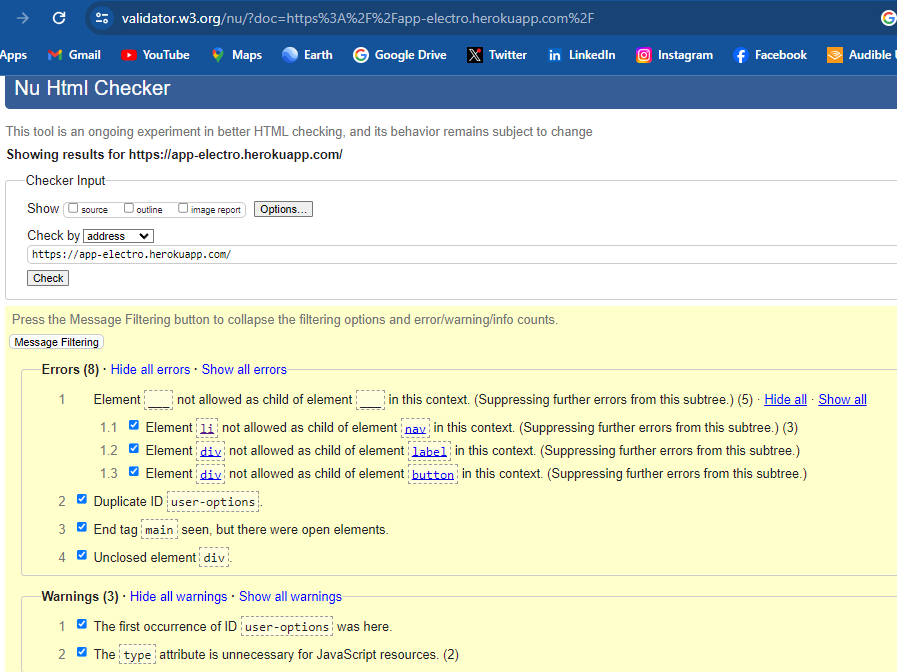 validator.w3.org/nu/?doc=https%3A%2F%2Fapp-electro.herokuapp.com%2F
Apps Gmail YouTube Maps Earth Google Drive Twitter LinkedIn Instagram Facebook Audible
Nu Html Checker
This tool is an ongoing experiment in better HTML checking, and its behavior remains subject to change
Showing results for https://app-electro.herokuapp.com/
Checker Input
Show source outline image report Options...
Check by address
https://app-electro.herokuapp.com/
Check
Press the Message Filtering button to collapse the filtering options and error/warning/info counts.
Message Filtering
Errors (8) · Hide all errors · Show all errors
1 Element ___ not allowed as child of element ___ in this context. (Suppressing further errors from this subtree.) (5) · Hide all · Show all
1.1 Element li not allowed as child of element nav in this context. (Suppressing further errors from this subtree.) (3)
1.2 Element div not allowed as child of element label in this context. (Suppressing further errors from this subtree.)
1.3 Element div not allowed as child of element button in this context. (Suppressing further errors from this subtree.)
2 Duplicate ID user-options.
3 End tag main seen, but there were open elements.
4 Unclosed element div.
Warnings (3) · Hide all warnings · Show all warnings
1 The first occurrence of ID user-options was here.
2 The type attribute is unnecessary for JavaScript resources. (2)